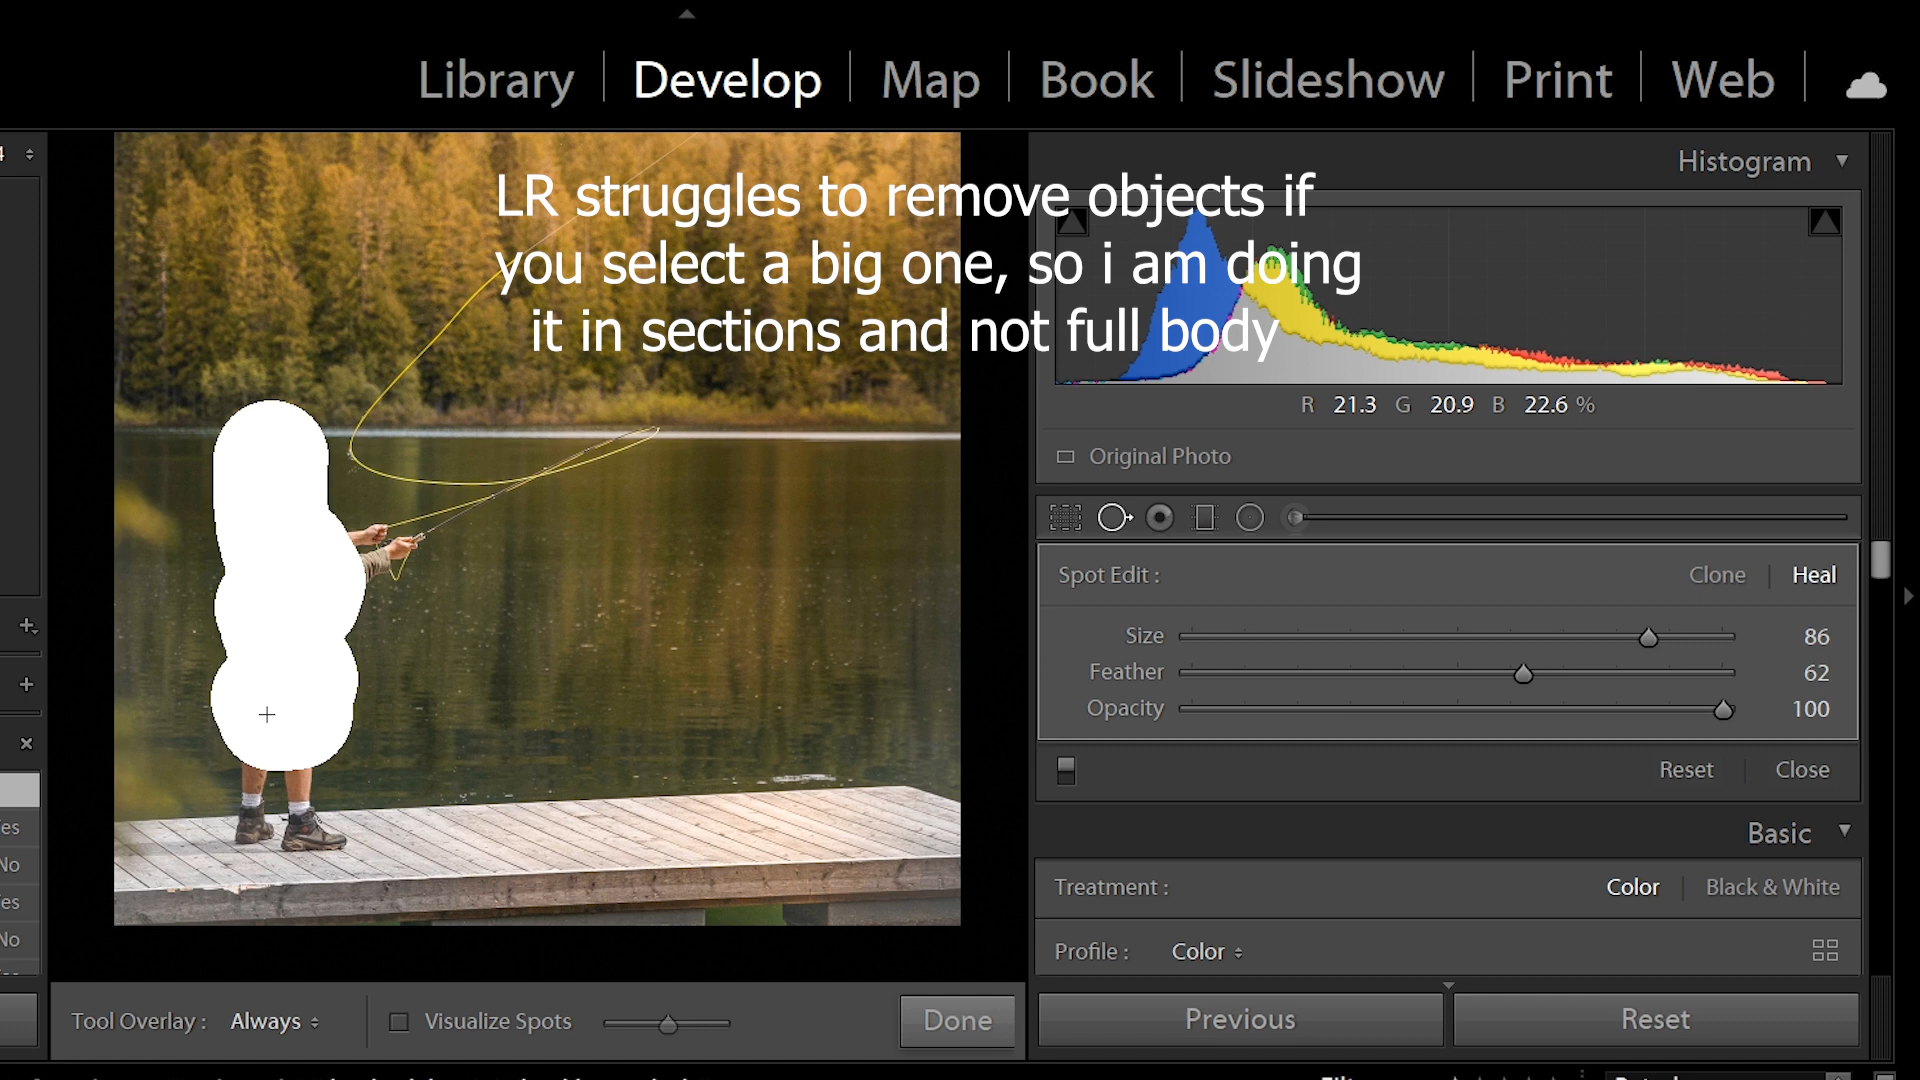 Library | Develop | Map | Book | Slideshow | Print | Web
Histogram
LR struggles to remove objects if
you select a big one, so i am doing
it in sections and not full body
R 21.3 G 20.9 B 22.6 %
Original Photo
Spot Edit : Clone | Heal
Size 86
Feather 62
Opacity 100
Reset Close
Basic
Treatment : Color | Black & White
Profile : Color
Previous Reset
4
es
No
es
No
Tool Overlay : Always Visualize Spots Done